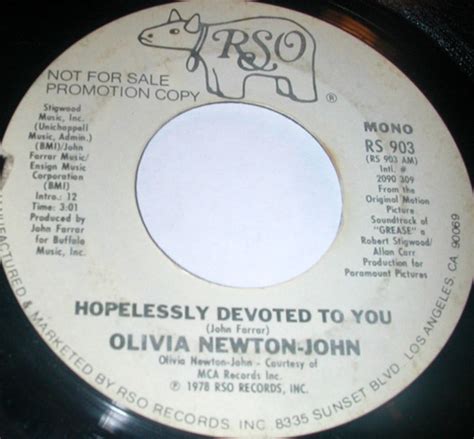 RSO
®
NOT FOR SALE
PROMOTION COPY
Stigwood
Music, Inc.
(Unichappell
Music, Admin.)
(BMI)/John
Farrar Music/
Ensign Music
Corporation
(BMI)
Intro.: 12
Time: 3:01
Produced by
John Farrar
for Buffalo
Music, Inc.
MONO
RS 903
(RS 903 AM)
Intl. #
2090 309
From the
Original Motion
Picture
Soundtrack of
"GREASE" a
Robert Stigwood/
Allan Carr
Production for
Paramount Pictures
HOPELESSLY DEVOTED TO YOU
(John Farrar)
OLIVIA NEWTON-JOHN
Olivia Newton-John - Courtesy of
MCA Records Inc.
℗ 1978 RSO RECORDS, INC.
& MARKETED BY RSO RECORDS INC. 8335 SUNSET BLVD. LOS ANGELES, CA. 90069